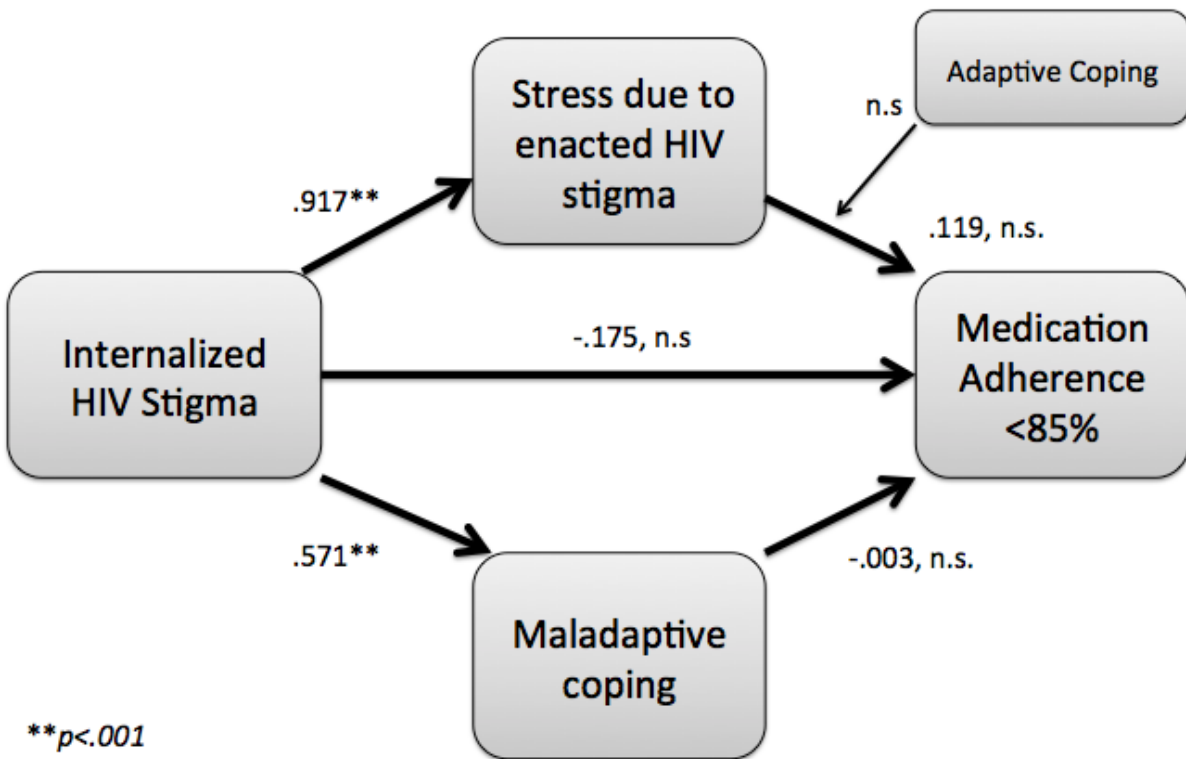 Adaptive Coping
n.s
Stress due to
enacted HIV
stigma
.917**
.119, n.s.
Internalized
HIV Stigma
-.175, n.s
Medication
Adherence
<85%
.571**
-.003, n.s.
Maladaptive
coping
**p<.001